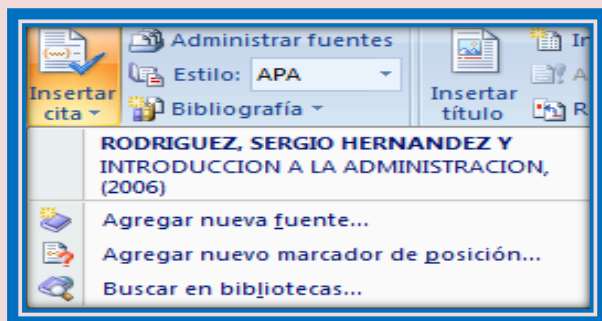 Administrar fuentes
Estilo: APA
Insertar
cita
Bibliografía
Insertar
título
RODRIGUEZ, SERGIO HERNANDEZ Y
INTRODUCCION A LA ADMINISTRACION,
(2006)
Agregar nueva fuente...
Agregar nuevo marcador de posición...
Buscar en bibliotecas...